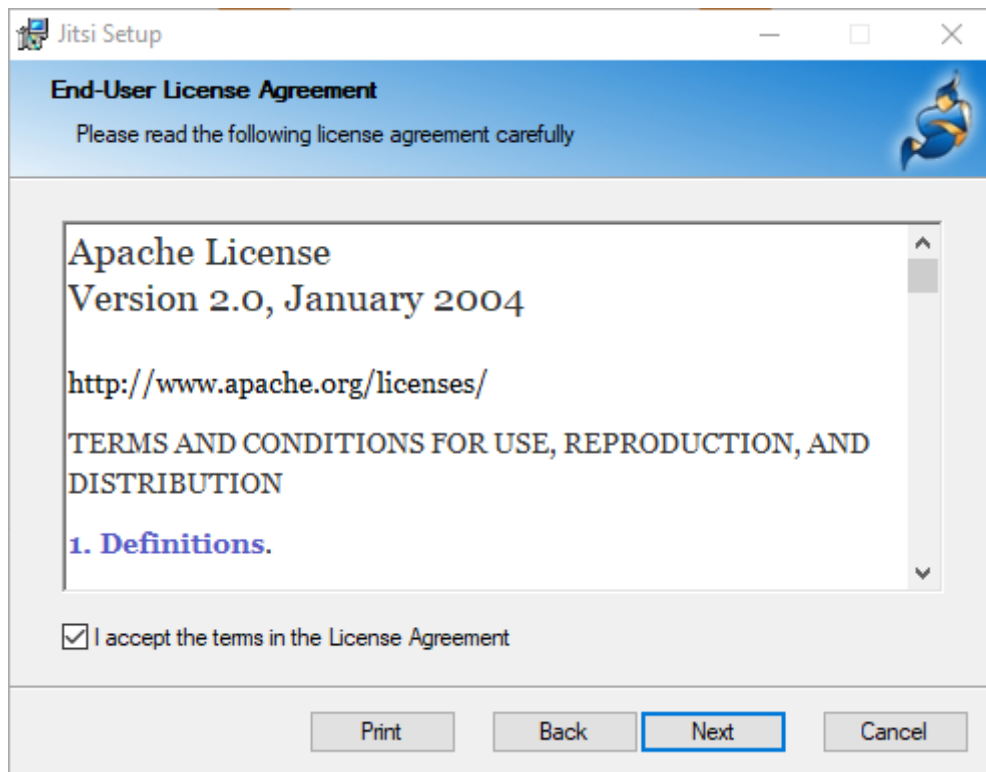 Jitsi Setup
End-User License Agreement
Please read the following license agreement carefully
Apache License
Version 2.0, January 2004
http://www.apache.org/licenses/
TERMS AND CONDITIONS FOR USE, REPRODUCTION, AND
DISTRIBUTION
1. Definitions.
I accept the terms in the License Agreement
Print Back Next Cancel